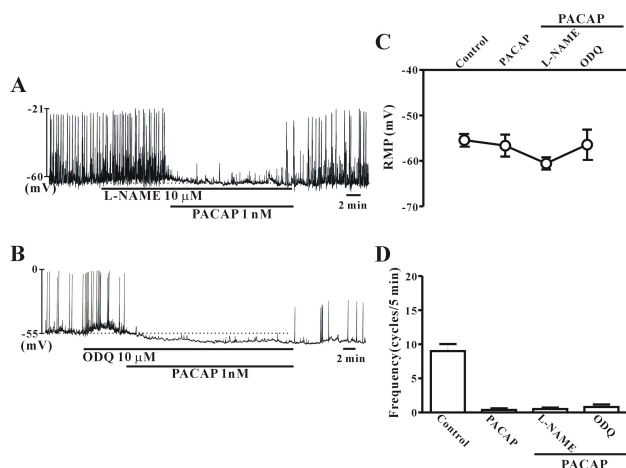 A
-21
-60
(mV)
L-NAME 10 μM
PACAP 1 nM
2 min
B
0
-55
(mV)
ODQ 10 μM
PACAP 1nM
2 min
C
PACAP
Control
PACAP
L-NAME
ODQ
RMP (mV)
-40
-50
-60
-70
D
Frequency(cycles/5 min)
20
15
10
5
0
Control
PACAP
L-NAME
ODQ
PACAP